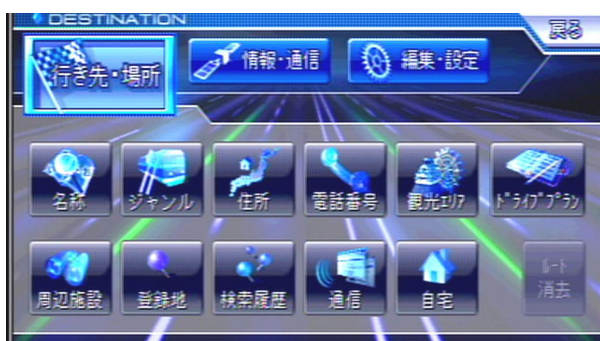 DESTINATION
戻る
行き先・場所
情報・通信
編集・設定
名称
ジャンル
住所
電話番号
観光ｴﾘｱ
ﾄﾞﾗｲﾌﾞﾌﾟﾗﾝ
周辺施設
登録地
検索履歴
通信
自宅
ﾙｰﾄ
消去